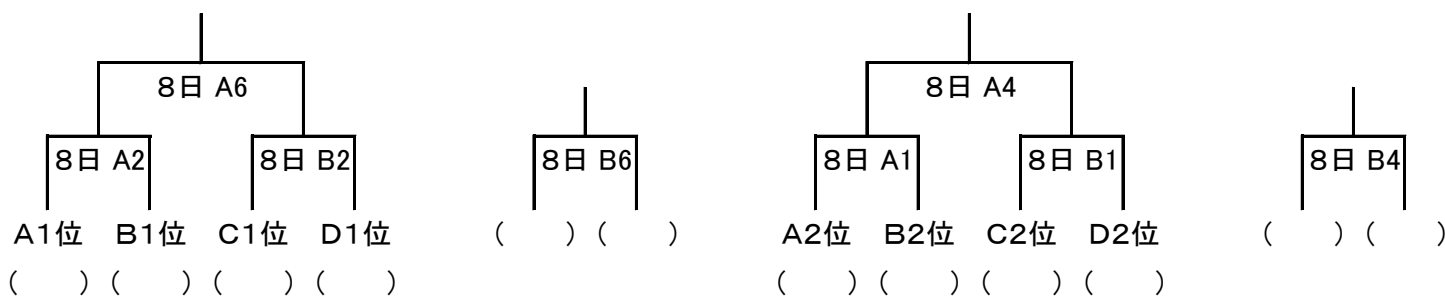 8日 A6 8日 A4
8日 A2 8日 B2 8日 B6 8日 A1 8日 B1 8日 B4
A1位 B1位 C1位 D1位 (　　) (　　) A2位 B2位 C2位 D2位 (　　) (　　)
(　　) (　　) (　　) (　　) (　　) (　　) (　　) (　　)